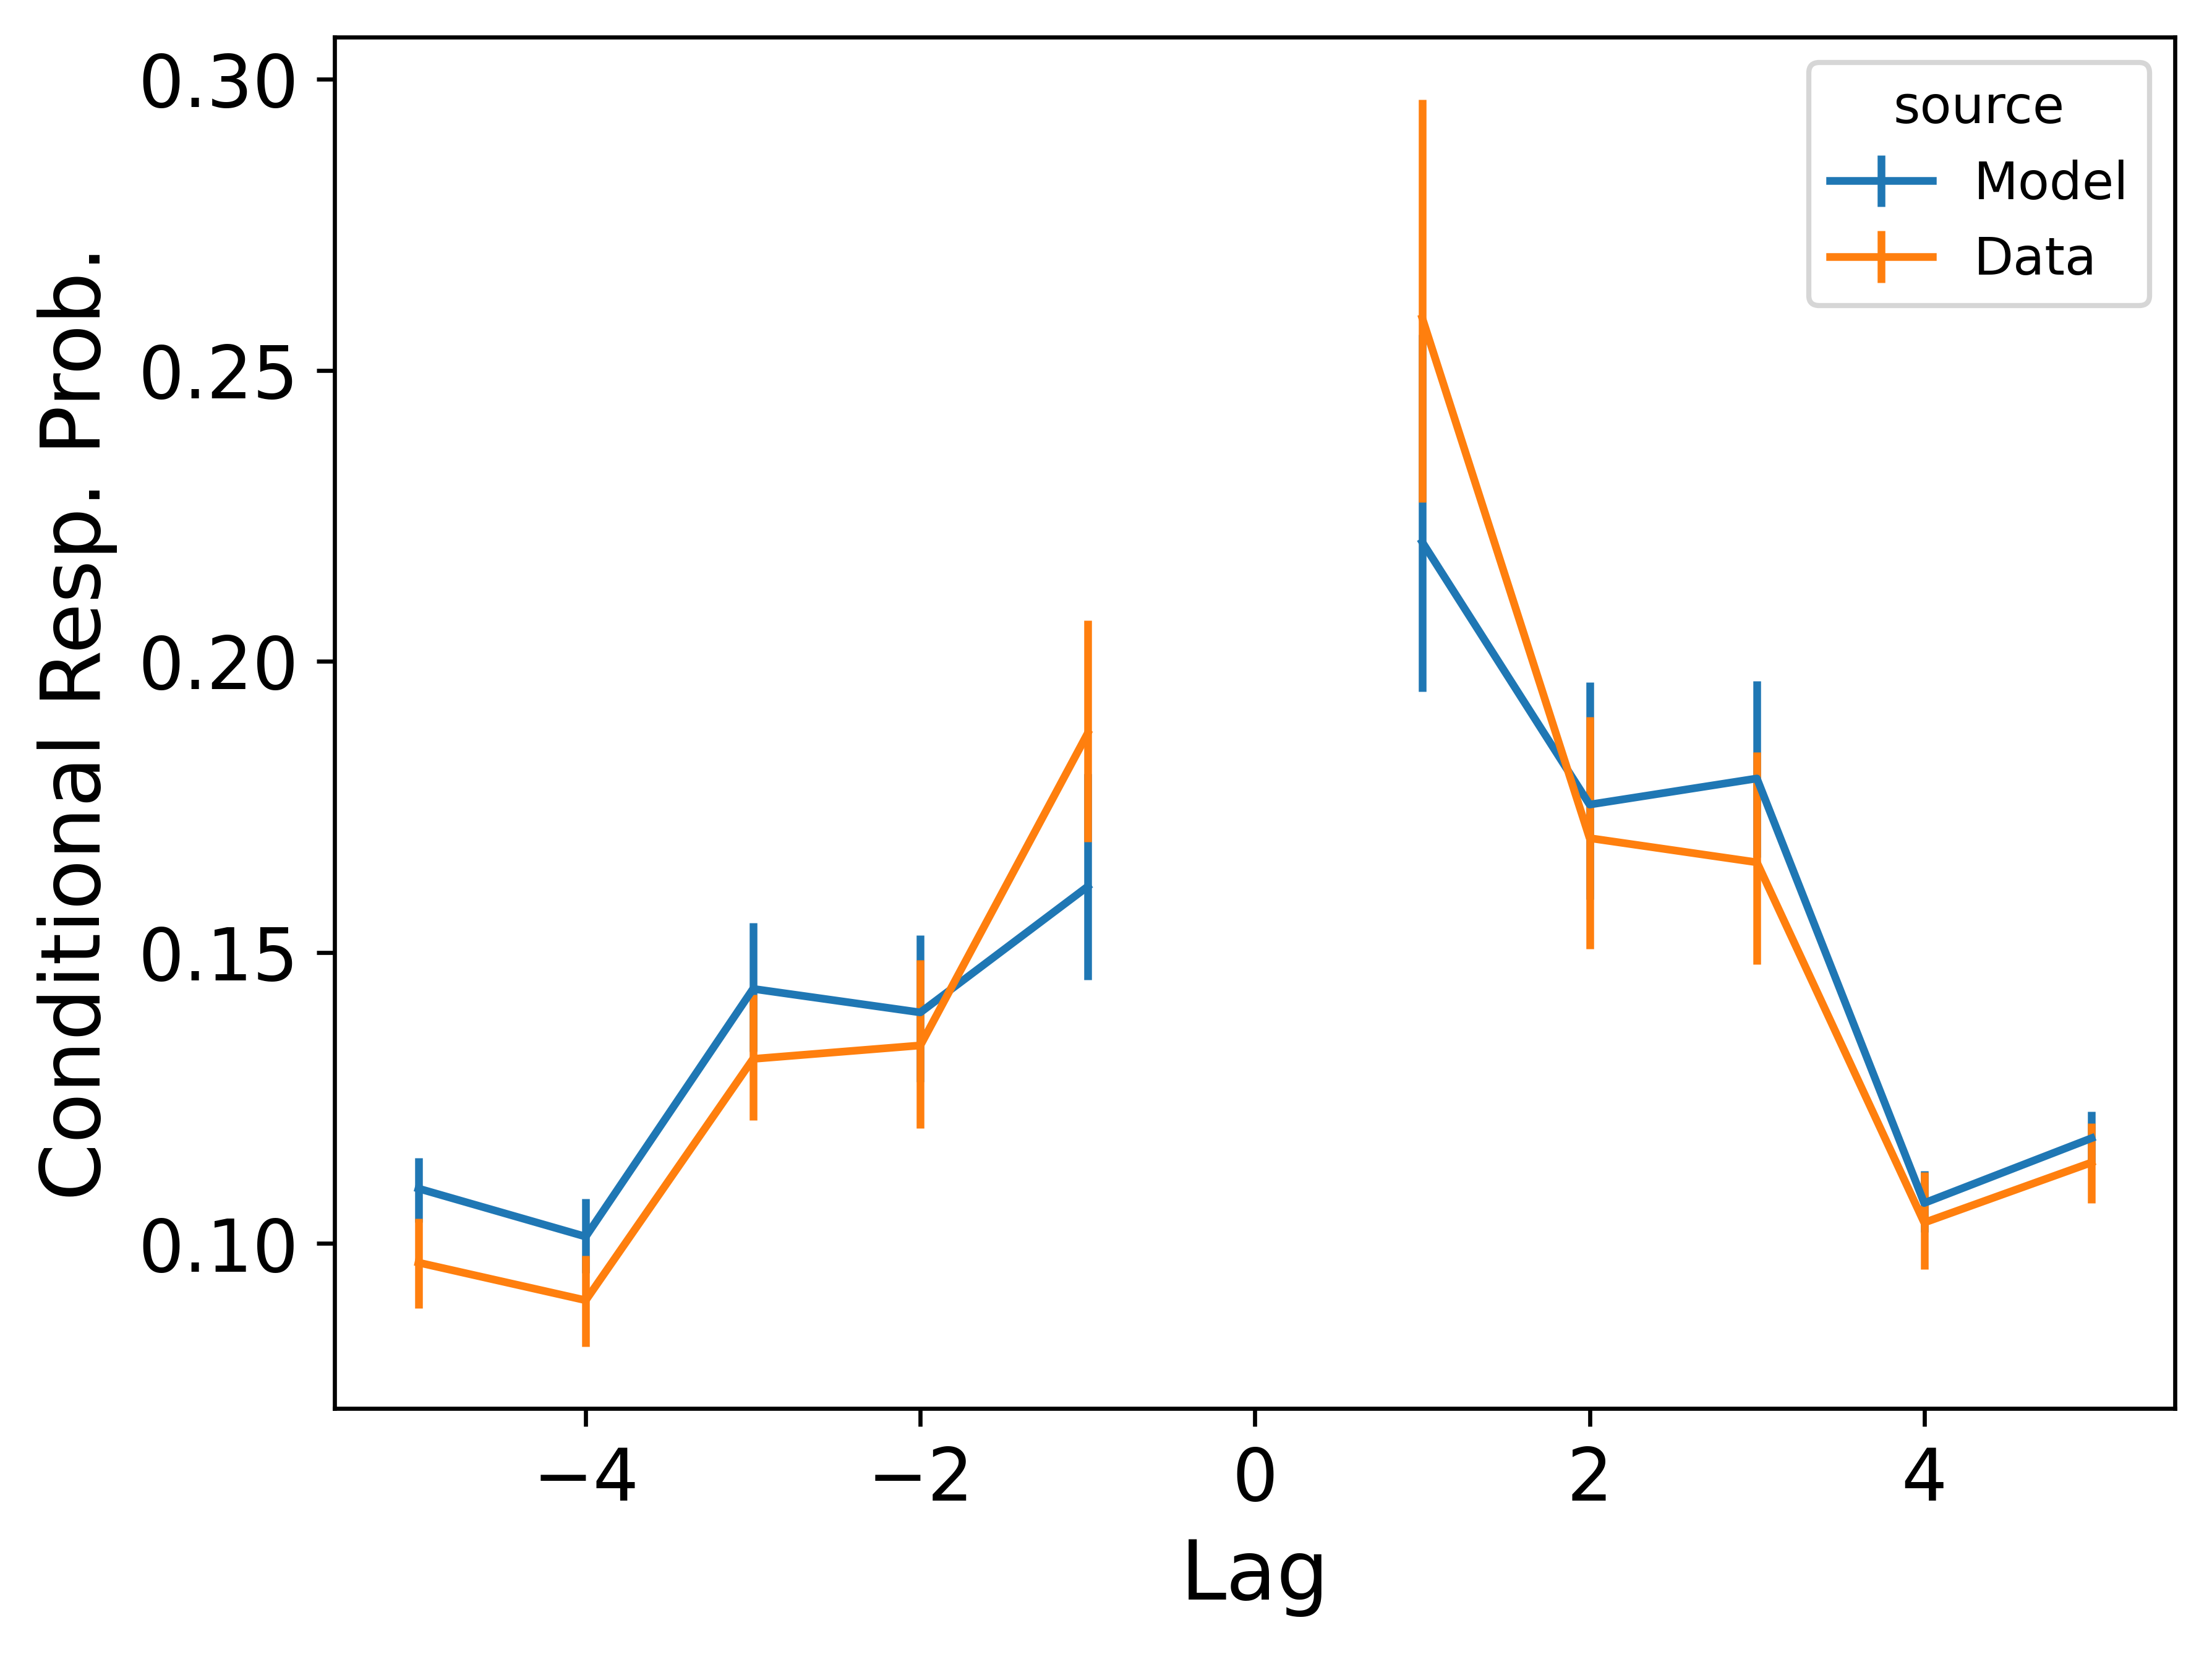 source
Model
Data
Conditional Resp. Prob.
0.30
0.25
0.20
0.15
0.10
−4 −2 0 2 4
Lag